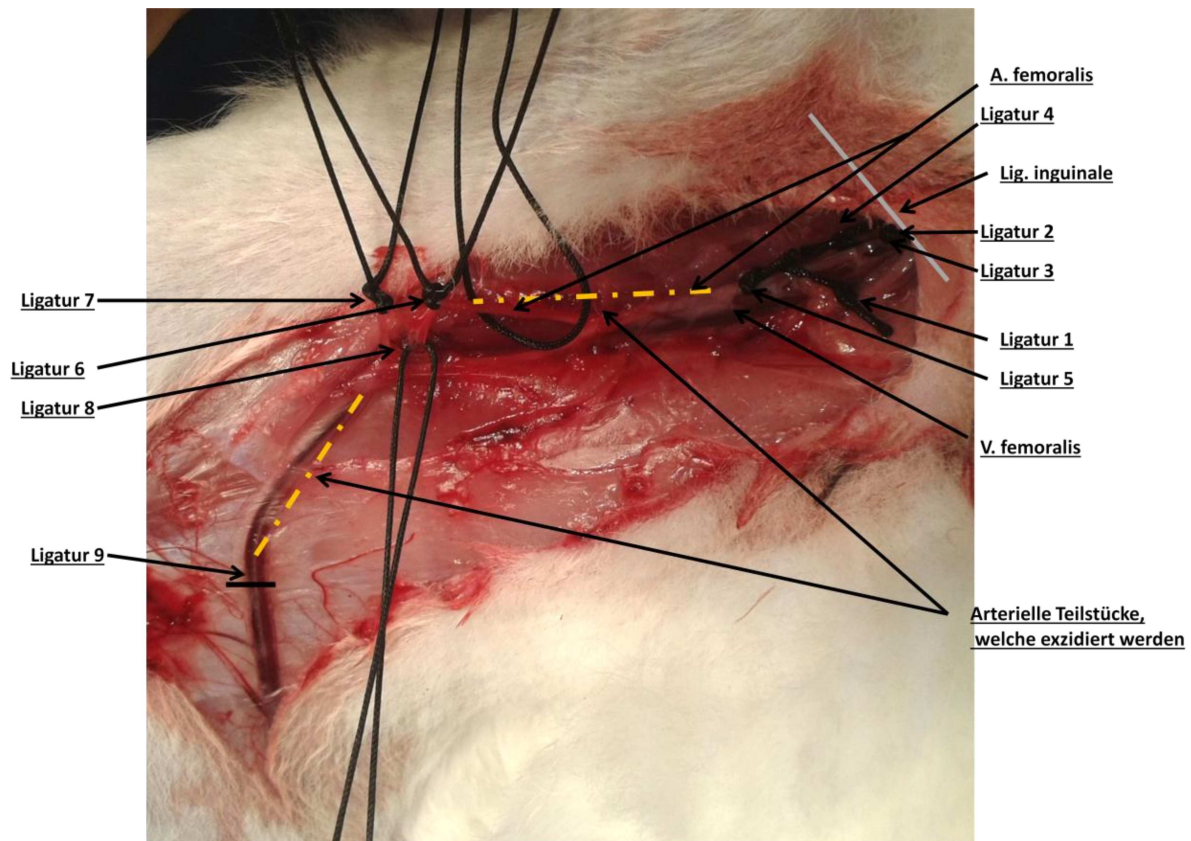 A. femoralis
Ligatur 4
Lig. inguinale
Ligatur 2
Ligatur 3
Ligatur 7
Ligatur 1
Ligatur 6
Ligatur 5
Ligatur 8
V. femoralis
Ligatur 9
Arterielle Teilstücke,
welche exzidiert werden